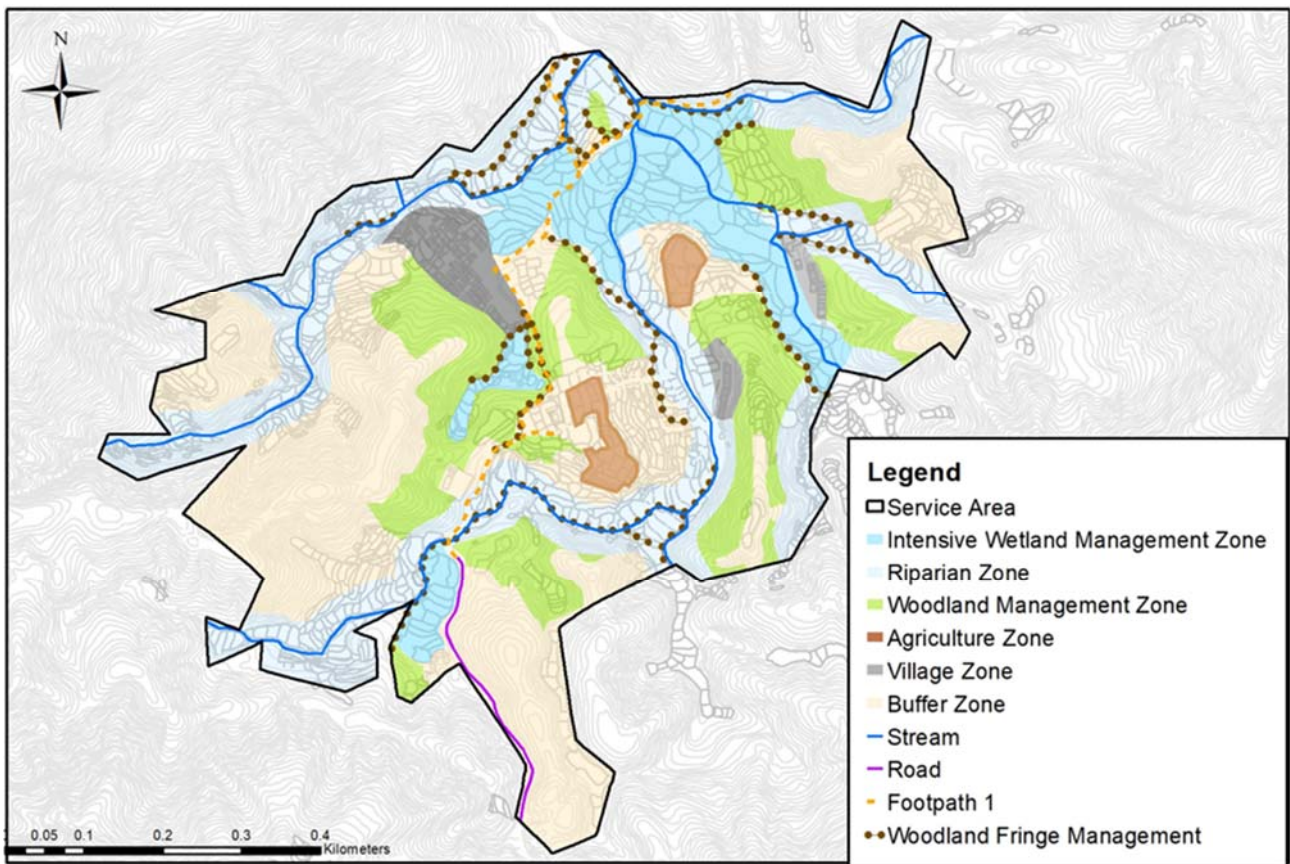 N
Legend
Service Area
Intensive Wetland Management Zone
Riparian Zone
Woodland Management Zone
Agriculture Zone
Village Zone
Buffer Zone
Stream
Road
Footpath 1
Woodland Fringe Management
0.05 0.1 0.2 0.3 0.4
Kilometers